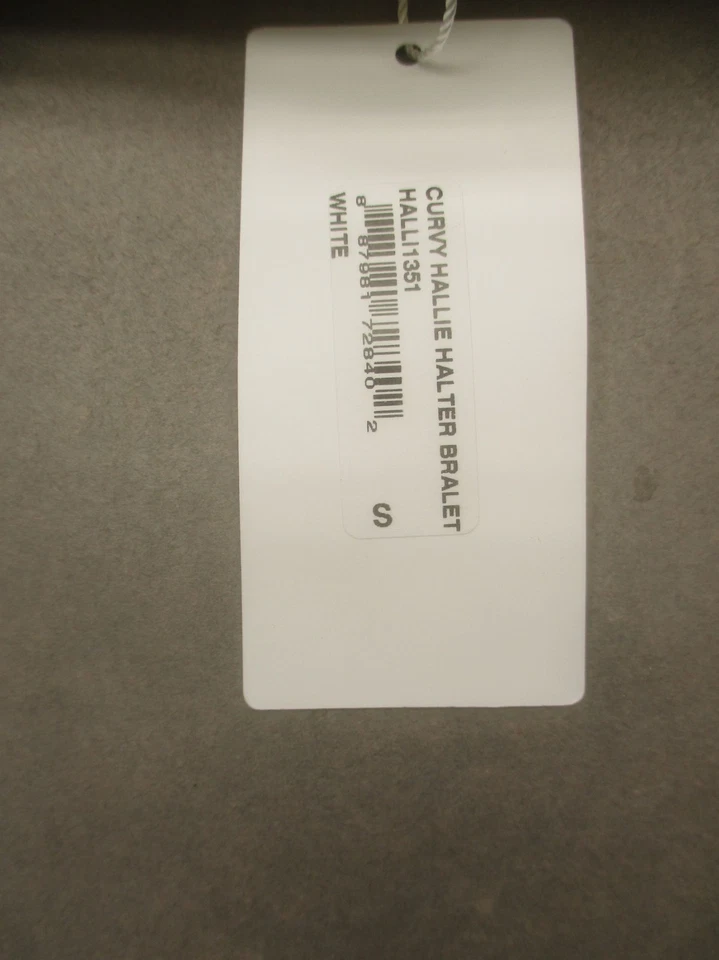 CURVY HALLIE HALTER BRALET
HALLI1351
8 87981 72840 2
S
WHITE